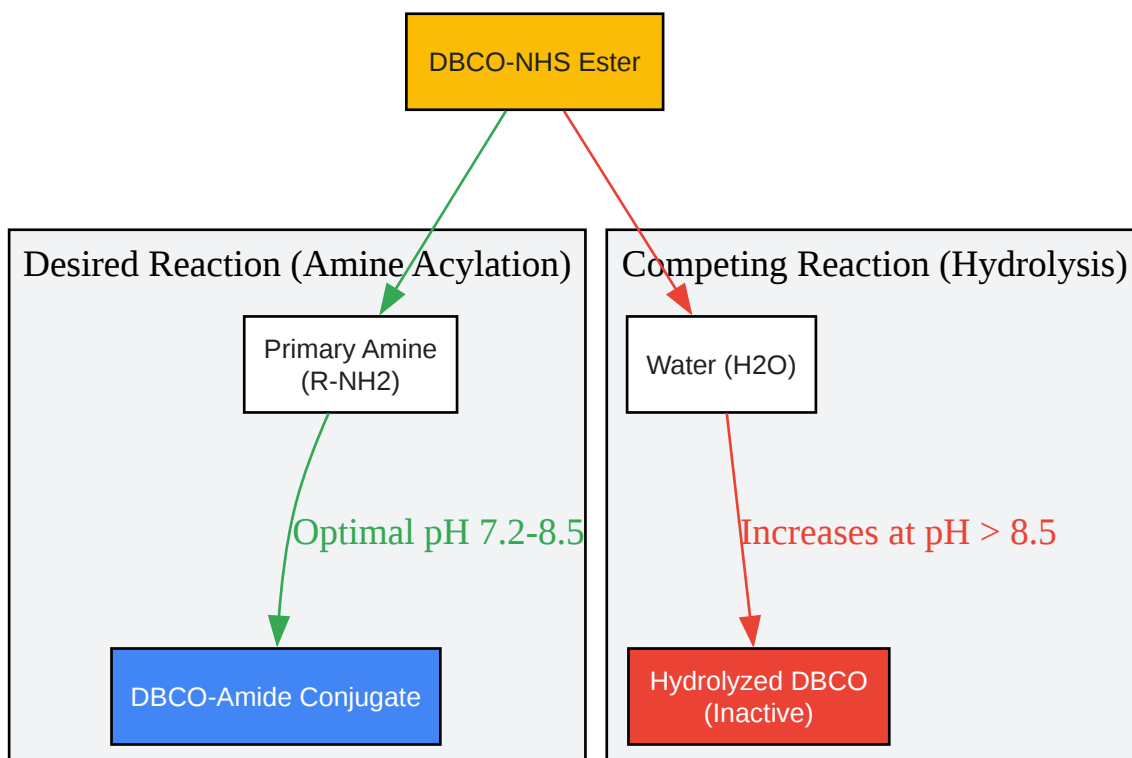 DBCO-NHS Ester
Desired Reaction (Amine Acylation)
Primary Amine
(R-NH2)
Optimal pH 7.2-8.5
DBCO-Amide Conjugate
Competing Reaction (Hydrolysis)
Water (H2O)
Increases at pH > 8.5
Hydrolyzed DBCO
(Inactive)